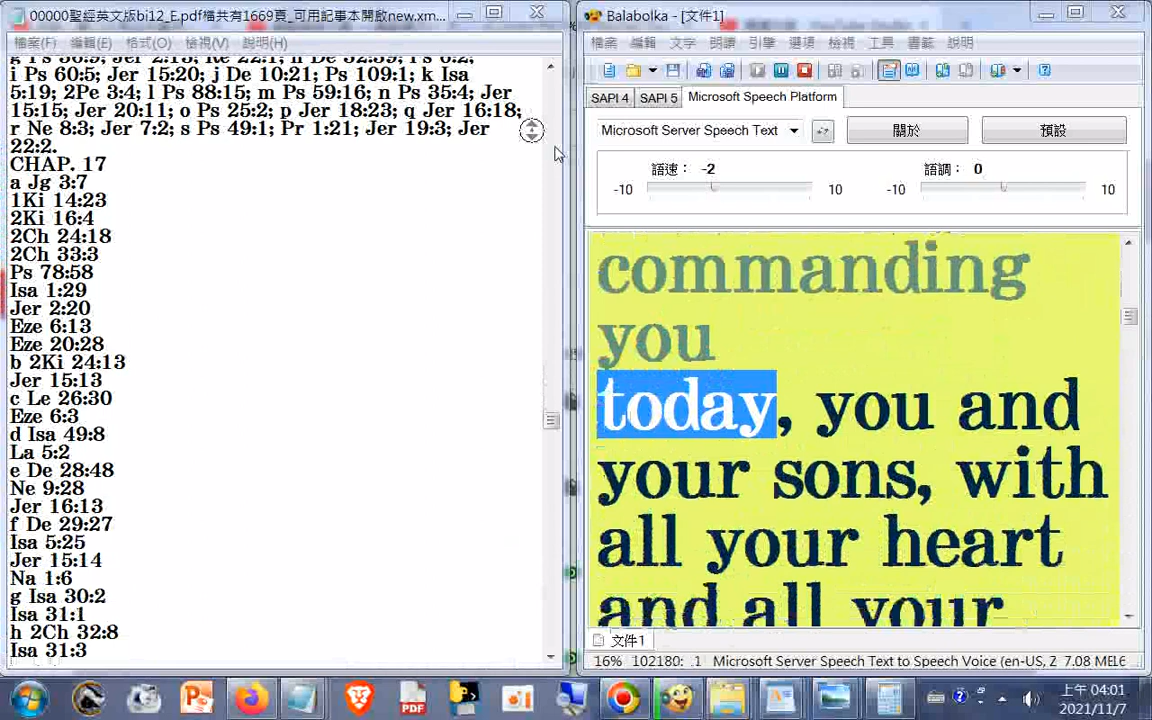 00000聖經英文版bi12_E.pdf檔共有1669頁_可用記事本開啟new.xm...
檔案(F) 編輯(E) 格式(O) 檢視(V) 說明(H)
i Ps 60:5; Jer 15:20; j De 10:21; Ps 109:1; k Isa
5:19; 2Pe 3:4; l Ps 88:15; m Ps 59:16; n Ps 35:4; Jer
15:15; Jer 20:11; o Ps 25:2; p Jer 18:23; q Jer 16:18;
r Ne 8:3; Jer 7:2; s Ps 49:1; Pr 1:21; Jer 19:3; Jer
22:2.
CHAP. 17
a Jg 3:7
1Ki 14:23
2Ki 16:4
2Ch 24:18
2Ch 33:3
Ps 78:58
Isa 1:29
Jer 2:20
Eze 6:13
Eze 20:28
b 2Ki 24:13
Jer 15:13
c Le 26:30
Eze 6:3
d Isa 49:8
La 5:2
e De 28:48
Ne 9:28
Jer 16:13
f De 29:27
Isa 5:25
Jer 15:14
Na 1:6
g Isa 30:2
Isa 31:1
h 2Ch 32:8
Isa 31:3
Balabolka - [文件1]
檔案 編輯 文字 朗讀 引擎 選項 檢視 工具 書籤 說明
SAPI 4 SAPI 5 Microsoft Speech Platform
Microsoft Server Speech Text 關於 預設
語速： -2 語調： 0
-10 10 -10 10
commanding
you
today, you and
your sons, with
all your heart
and all your
文件1
16% 102180: .1 Microsoft Server Speech Text to Speech Voice (en-US, 2 7.08 МЕ
上午 04:01
2021/11/7